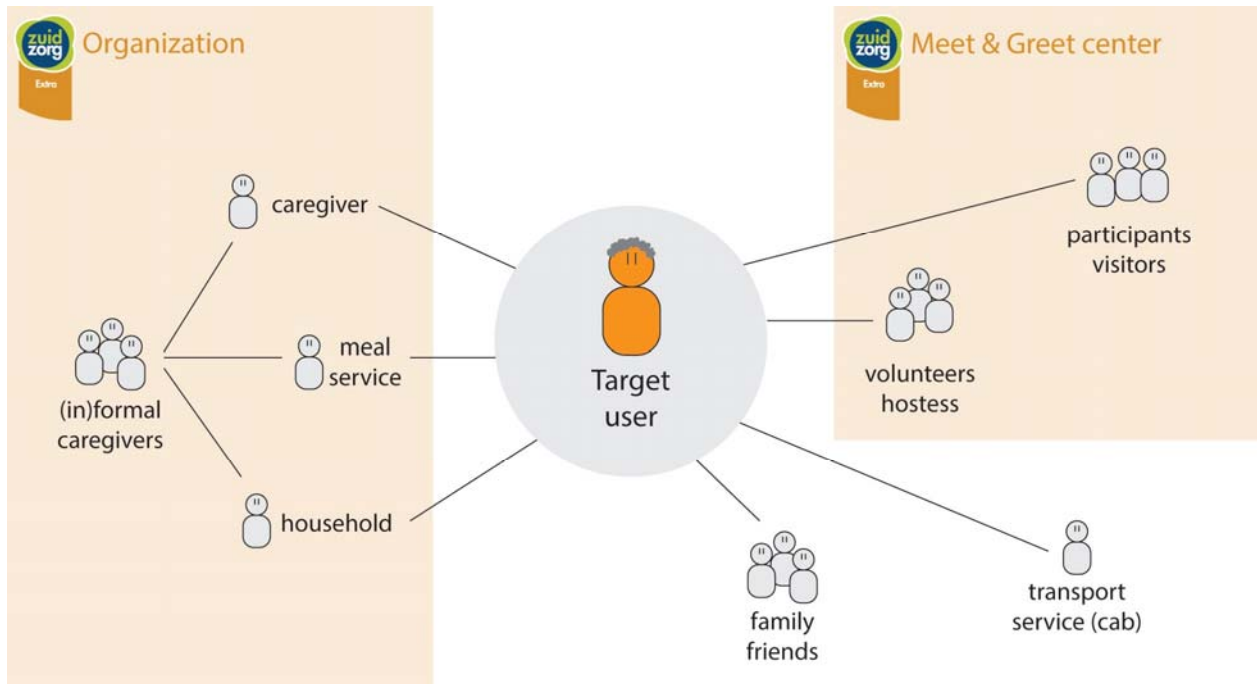 zuid
zorg
Extra
Organization
zuid
zorg
Extra
Meet & Greet center
caregiver
participants
visitors
(in)formal
caregivers
meal
service
Target
user
volunteers
hostess
household
family
friends
transport
service (cab)